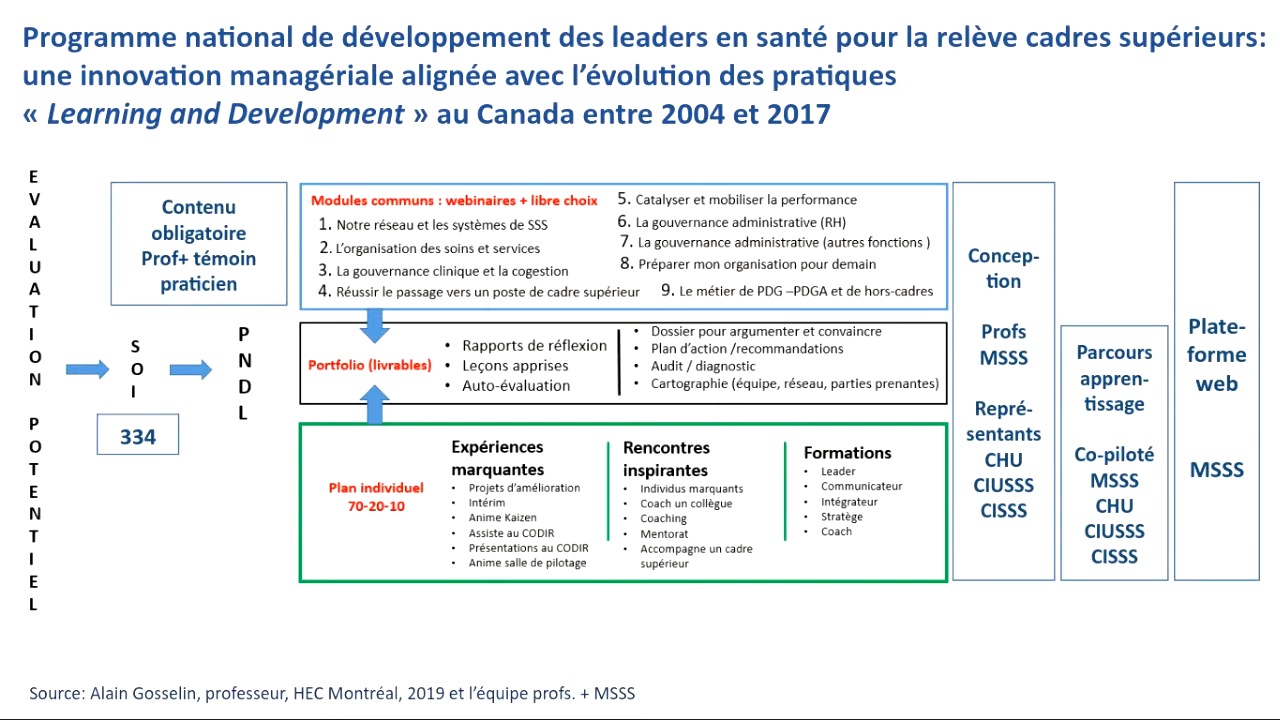 Programme national de développement des leaders en santé pour la relève cadres supérieurs:
une innovation managériale alignée avec l'évolution des pratiques
« Learning and Development » au Canada entre 2004 et 2017
EVALUATION POTENTIEL
SOI
334
PNDL
Contenu
obligatoire
Prof+ témoin
praticien
Modules communs : webinaires + libre choix
1. Notre réseau et les systèmes de SSS
2. L'organisation des soins et services
3. La gouvernance clinique et la cogestion
4. Réussir le passage vers un poste de cadre supérieur
5. Catalyser et mobiliser la performance
6. La gouvernance administrative (RH)
7. La gouvernance administrative (autres fonctions )
8. Préparer mon organisation pour demain
9. Le métier de PDG –PDGA et de hors-cadres
Portfolio (livrables)
• Rapports de réflexion
• Leçons apprises
• Auto-évaluation
• Dossier pour argumenter et convaincre
• Plan d'action /recommandations
• Audit / diagnostic
• Cartographie (équipe, réseau, parties prenantes)
Plan individuel
70-20-10
Expériences
marquantes
• Projets d'amélioration
• Intérim
• Anime Kaizen
• Assiste au CODIR
• Présentations au CODIR
• Anime salle de pilotage
Rencontres
inspirantes
• Individus marquants
• Coach un collègue
• Coaching
• Mentorat
• Accompagne un cadre
supérieur
Formations
• Leader
• Communicateur
• Intégrateur
• Stratège
• Coach
Concep-
tion
Profs
MSSS
Repré-
sentants
CHU
CIUSSS
CISSS
Parcours
appren-
tissage
Co-piloté
MSSS
CHU
CIUSSS
CISSS
Plate-
forme
web
MSSS
Source: Alain Gosselin, professeur, HEC Montréal, 2019 et l'équipe profs. + MSSS